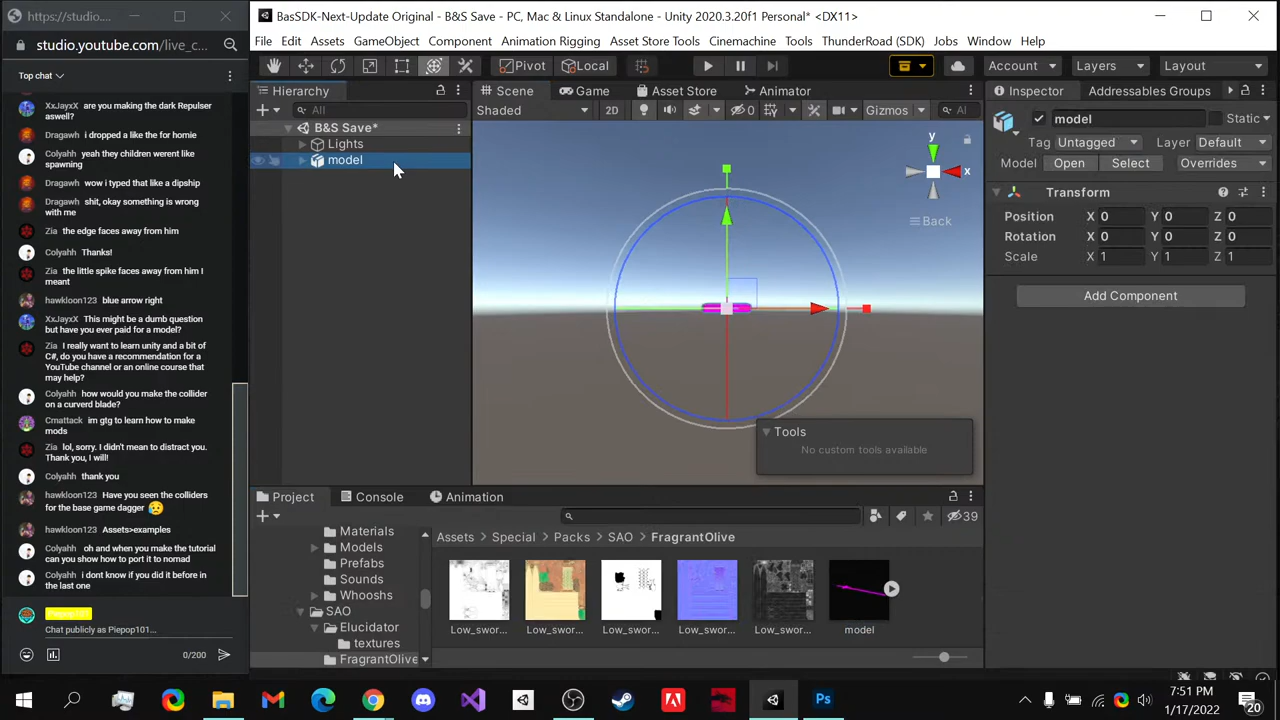 https://studio.youtube.com/live_c...
studio.youtube.com/live_c...
Top chat
XxJayxX are you making the dark Repulser
aswell?
Dragawh i dropped a like the for homie
Colyahh yeah they children werent like
spawning
Dragawh wow i typed that like a dipship
Dragawh shit, okay something is wrong
with me
Zia the edge faces away from him
Colyahh Thanks!
Zia the little spike faces away from him I
meant
hawkloon123 blue arrow right
XxJayxX This might be a dumb question
but have you ever paid for a model?
Zia I really want to learn unity and a bit of
C#, do you have a recommendation for a
YouTube channel or an online course that
may help?
Colyahh how would you make the collider
on a curverd blade?
Cmattack im gtg to learn how to make
mods
Zia lol, sorry. I didn't mean to distract you.
Thank you, I will!
Colyahh thank you
hawkloon123 Have you seen the colliders
for the base game dagger 😥
hawkloon123 Assets>examples
Colyahh oh and when you make the tutorial
can you show how to port it to nomad
Colyahh i dont know if you did it before in
the last one
Piepop101
Chat publicly as Piepop101...
0/200
BasSDK-Next-Update Original - B&S Save - PC, Mac & Linux Standalone - Unity 2020.3.20f1 Personal* <DX11>
File Edit Assets GameObject Component Animation Rigging Asset Store Tools Cinemachine Tools ThunderRoad (SDK) Jobs Window Help
Pivot Local Account Layers Layout
Hierarchy
All
B&S Save*
Lights
model
Scene Game Asset Store Animator
Shaded 2D 0 Gizmos Al
y
x
Back
Tools
No custom tools available
Inspector Addressables Groups
model Static
Tag Untagged Layer Default
Model Open Select Overrides
Transform
Position X 0 Y 0 Z 0
Rotation X 0 Y 0 Z 0
Scale X 1 Y 1 Z 1
Add Component
Project Console Animation
39
Materials
Models
Prefabs
Sounds
Whooshs
SAO
Elucidator
textures
FragrantOlive
Assets > Special > Packs > SAO > FragrantOlive
Low_swor... Low_swor... Low_swor... Low_swor... Low_swor... model
Ps
7:51 PM
1/17/2022
20